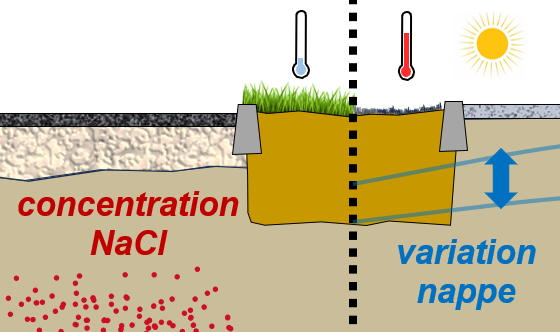 concentration
NaCl
variation
nappe